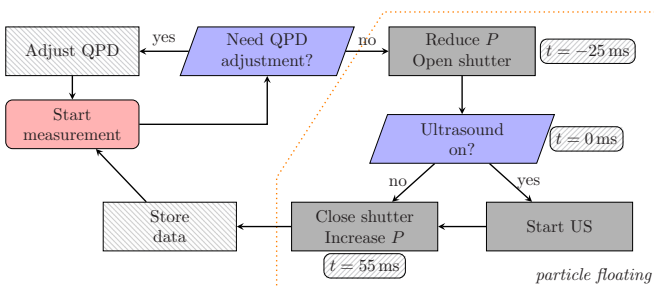 Adjust QPD
yes
Need QPD
adjustment?
no
Reduce P
Open shutter
t = −25 ms
Start
measurement
Ultrasound
on?
t = 0 ms
no
yes
Store
data
Close shutter
Increase P
Start US
t = 55 ms
particle floating